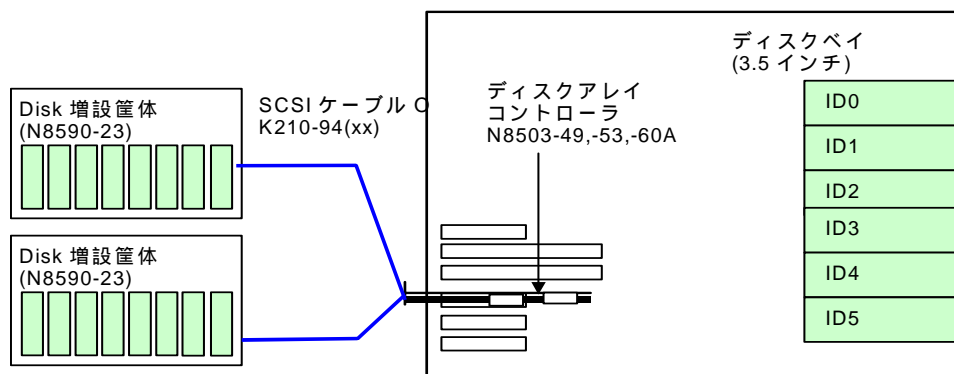 Disk 増設筐体
(N8590-23)
SCSI ケーブル O
K210-94(xx)
ディスクアレイ
コントローラ
N8503-49,-53,-60A
ディスクベイ
(3.5 インチ)
ID0
ID1
ID2
ID3
ID4
ID5
Disk 増設筐体
(N8590-23)